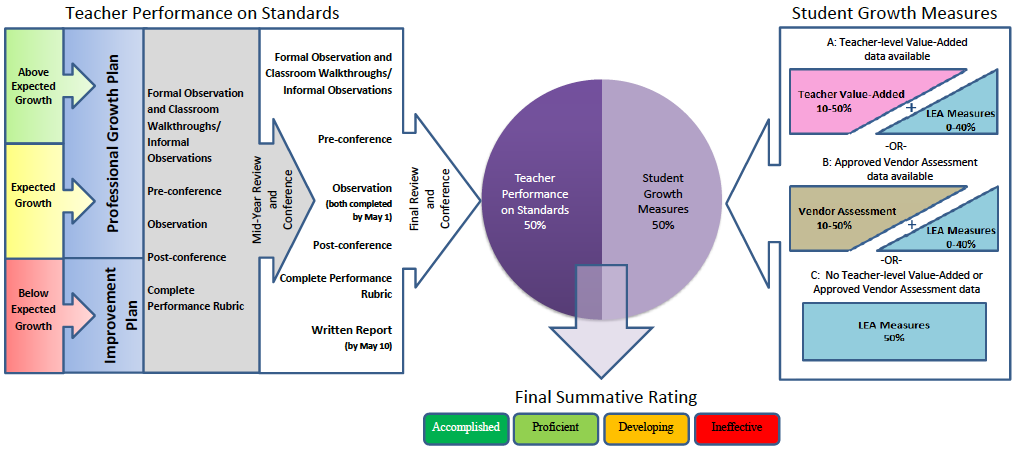 Teacher Performance on Standards
Above
Expected
Growth
Expected
Growth
Below
Expected
Growth
Professional Growth Plan
Improvement
Plan
Formal Observation
and Classroom
Walkthroughs/
Informal
Observations
Pre-conference
Observation
Post-conference
Complete
Performance Rubric
Mid-Year Review
and
Conference
Formal Observation and
Classroom Walkthroughs/
Informal Observations
Pre-conference
Observation
(both completed
by May 1)
Post-conference
Complete Performance
Rubric
Written Report
(by May 10)
Final Review
and
Conference
Teacher
Performance
on Standards
50%
Student
Growth
Measures
50%
Student Growth Measures
A: Teacher-level Value-Added
data available
Teacher Value-Added
10-50%
+
LEA Measures
0-40%
-OR-
B: Approved Vendor Assessment
data available
Vendor Assessment
10-50%
+
LEA Measures
0-40%
-OR-
C: No Teacher-level Value-Added or
Approved Vendor Assessment data
LEA Measures
50%
Final Summative Rating
Accomplished
Proficient
Developing
Ineffective